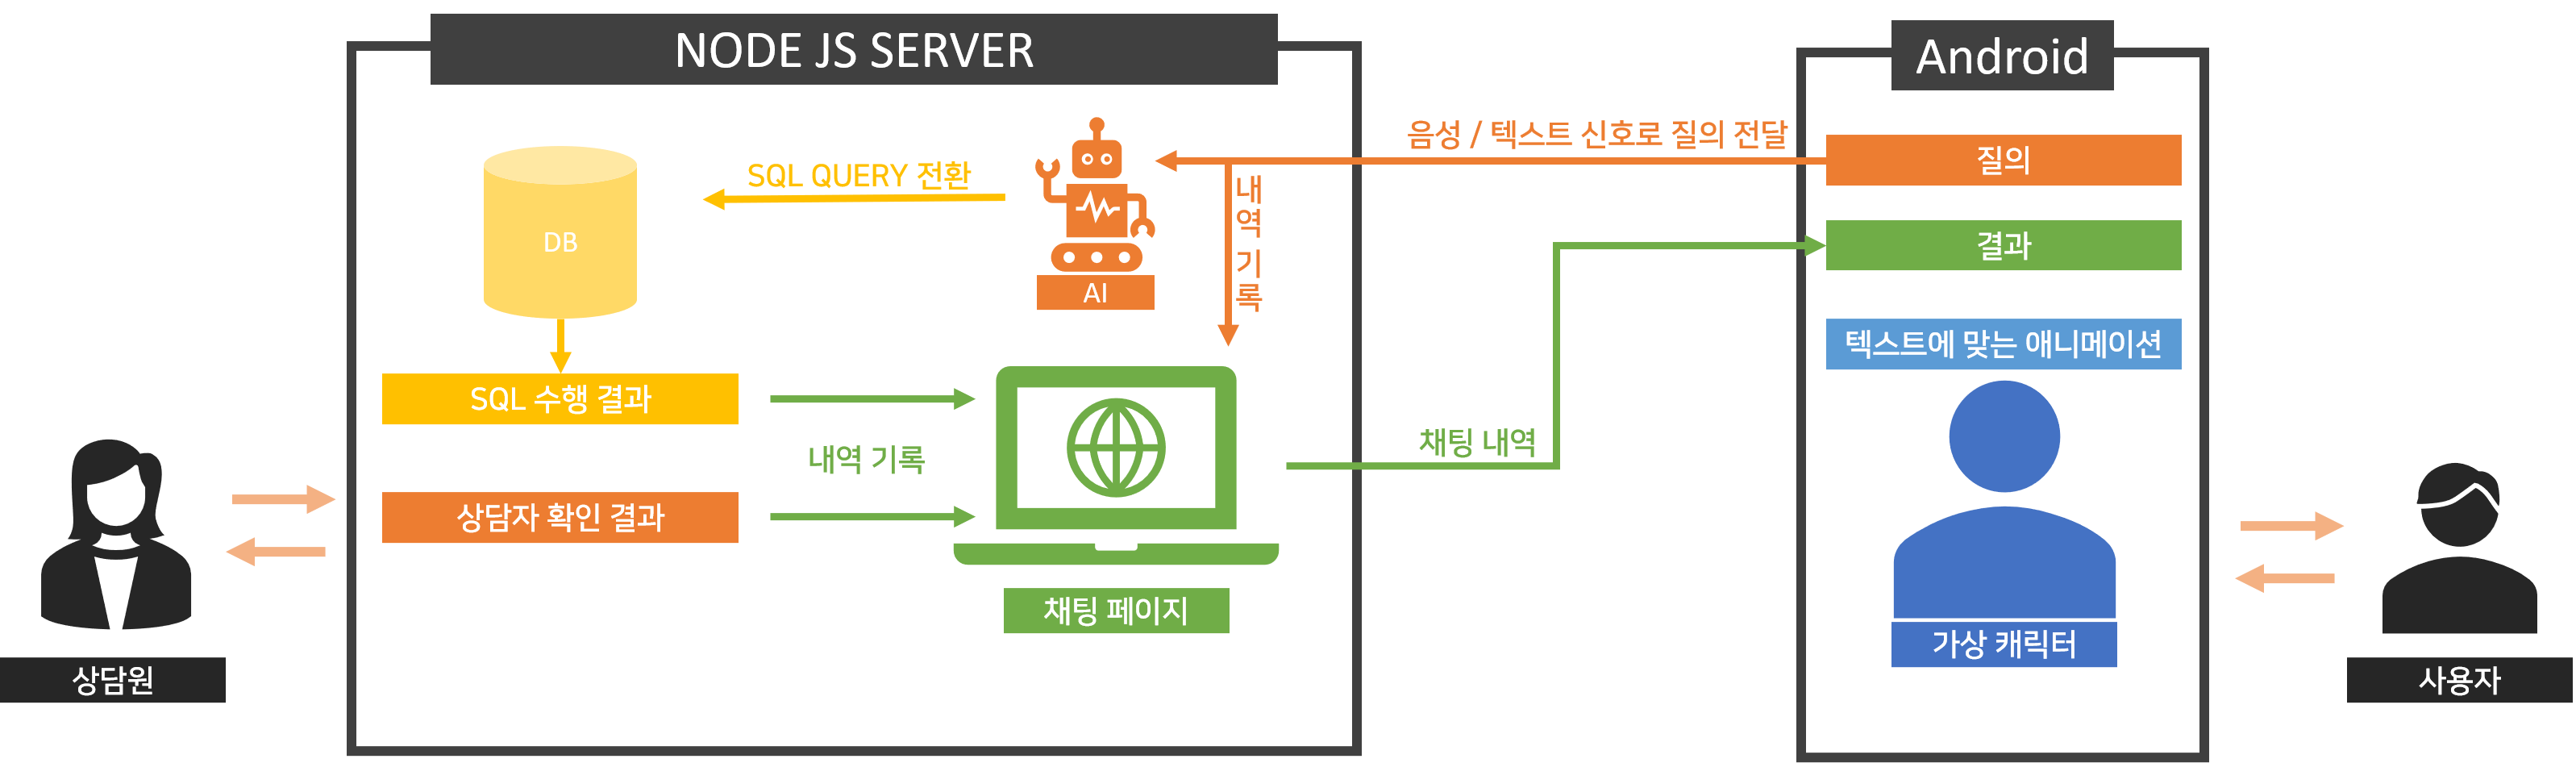 NODE JS SERVER
Android
음성 / 텍스트 신호로 질의 전달
질의
SQL QUERY 전환
내역 기록
DB
결과
AI
텍스트에 맞는 애니메이션
SQL 수행 결과
내역 기록
채팅 내역
상담자 확인 결과
채팅 페이지
가상 캐릭터
상담원
사용자